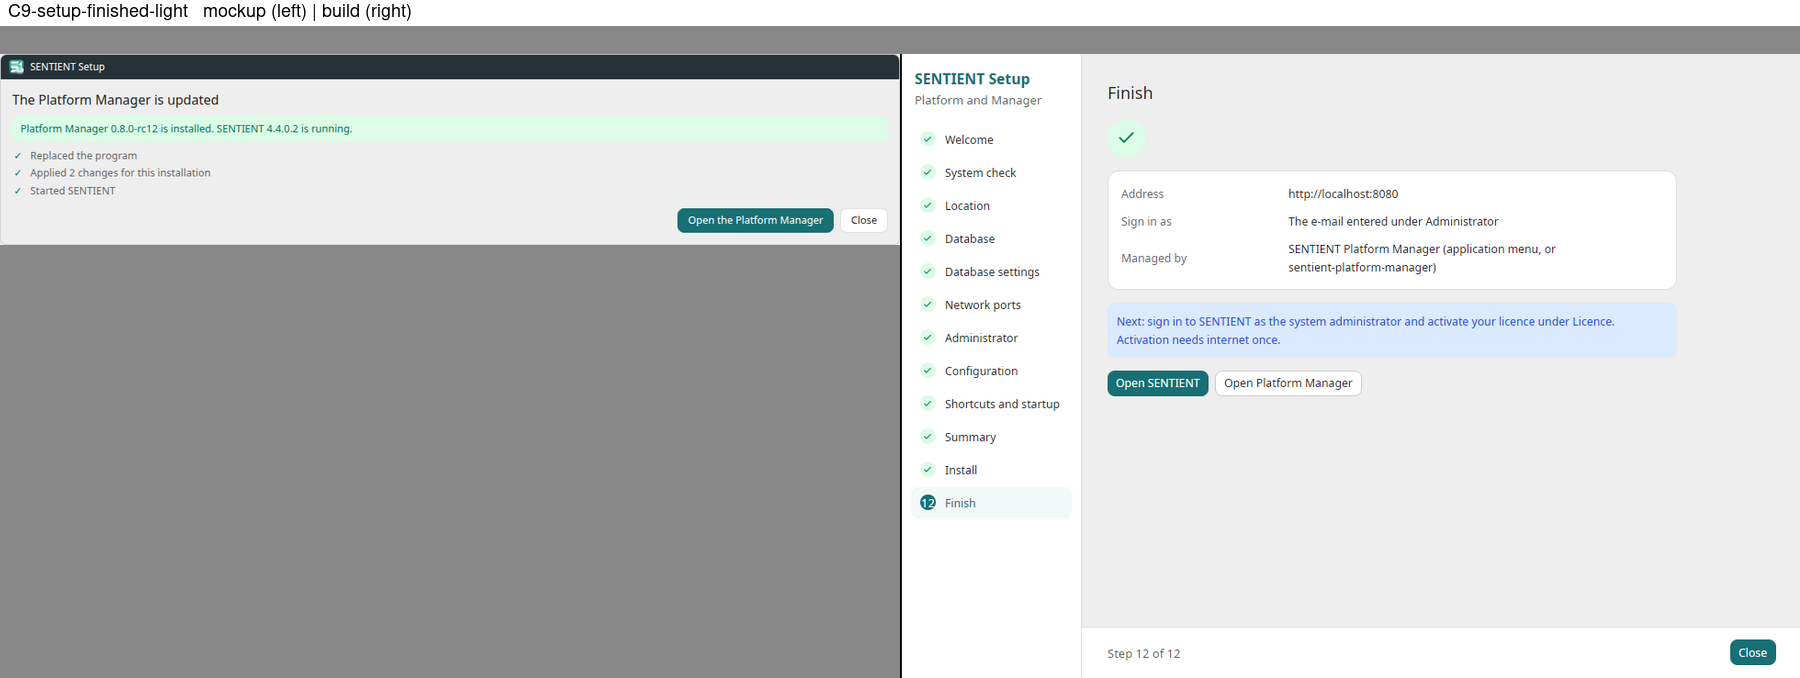 C9-setup-finished-light mockup (left) | build (right)
SENTIENT Setup
The Platform Manager is updated
Platform Manager 0.8.0-rc12 is installed. SENTIENT 4.4.0.2 is running.
✓ Replaced the program
✓ Applied 2 changes for this installation
✓ Started SENTIENT
Open the Platform Manager
Close
SENTIENT Setup
Platform and Manager
Welcome
System check
Location
Database
Database settings
Network ports
Administrator
Configuration
Shortcuts and startup
Summary
Install
12 Finish
Finish
Address http://localhost:8080
Sign in as The e-mail entered under Administrator
Managed by SENTIENT Platform Manager (application menu, or
sentient-platform-manager)
Next: sign in to SENTIENT as the system administrator and activate your licence under Licence.
Activation needs internet once.
Open SENTIENT
Open Platform Manager
Step 12 of 12
Close